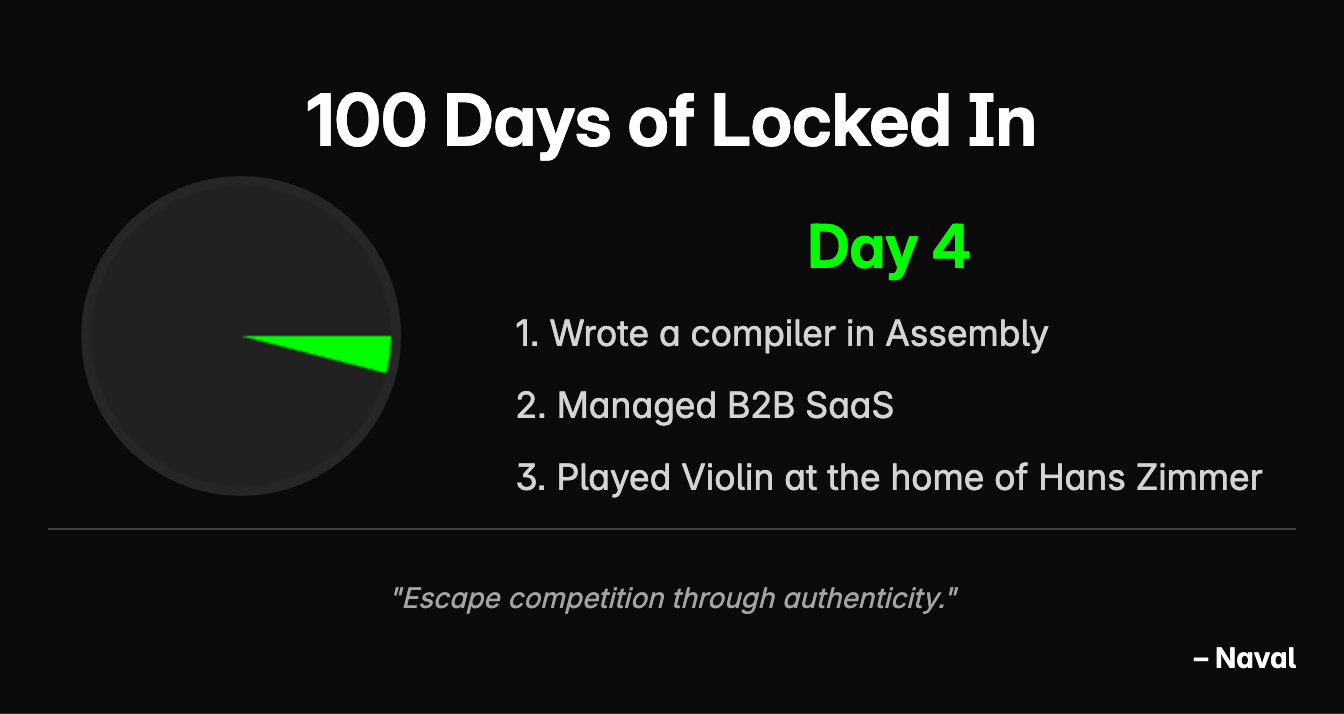 100 Days of Locked In
Day 4
1. Wrote a compiler in Assembly
2. Managed B2B SaaS
3. Played Violin at the home of Hans Zimmer
"Escape competition through authenticity."
– Naval